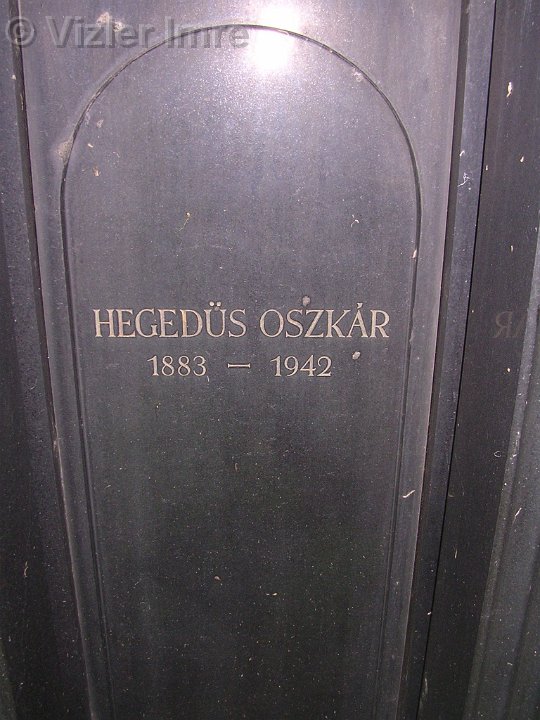 © Vizler Imre
HEGEDÜS OSZKÁR
1883 – 1942